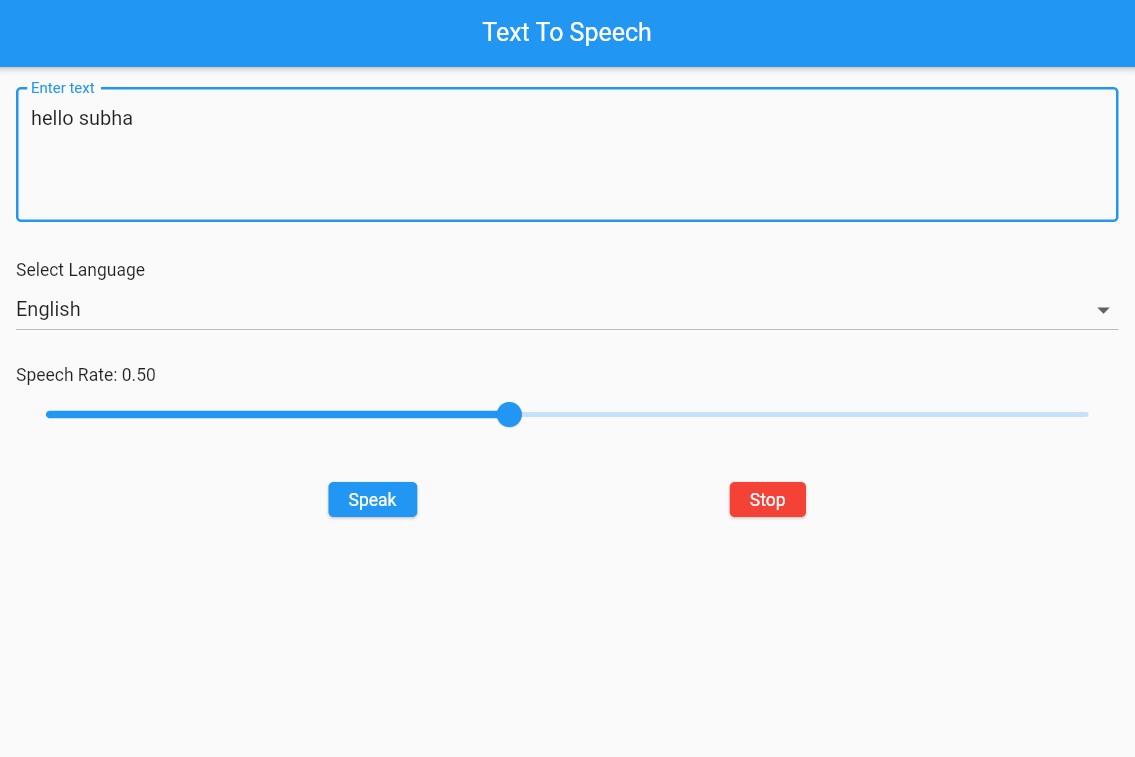 Text To Speech
Enter text
hello subha
Select Language
English
Speech Rate: 0.50
Speak
Stop